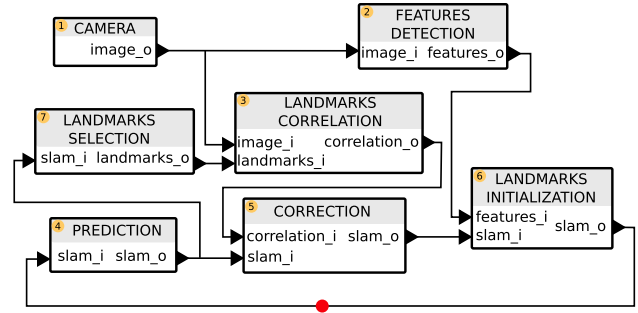 1 CAMERA
image_o
2 FEATURES
DETECTION
image_i features_o
3 LANDMARKS
CORRELATION
image_i correlation_o
landmarks_i
7 LANDMARKS
SELECTION
slam_i landmarks_o
6 LANDMARKS
INITIALIZATION
features_i
slam_o
slam_i
5 CORRECTION
correlation_i slam_o
slam_i
4 PREDICTION
slam_i slam_o